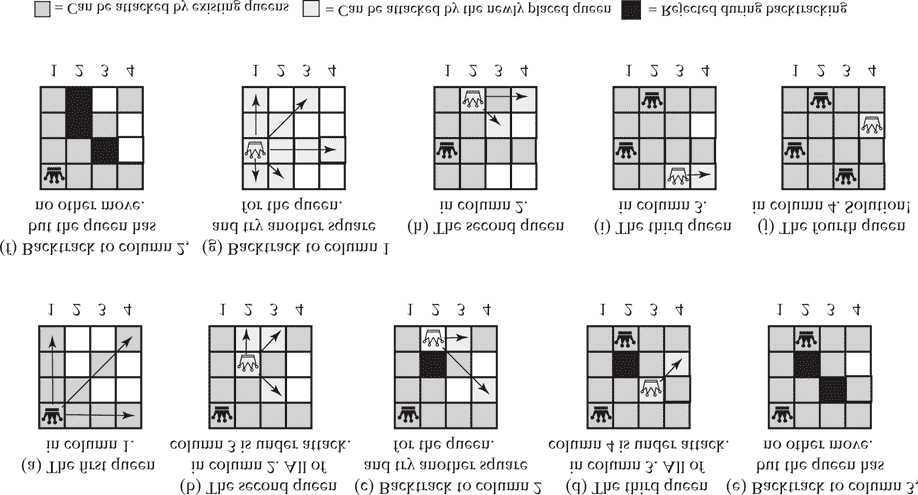 (a) The first queen
in column 1.
1 2 3 4
(b) The second queen
in column 2. All of
column 3 is under attack.
1 2 3 4
(c) Backtrack to column 2
and try another square
for the queen.
1 2 3 4
(d) The third queen
in column 3. All of
column 4 is under attack.
1 2 3 4
(e) Backtrack to column 3,
but the queen has
no other move.
1 2 3 4
(f) Backtrack to column 2,
but the queen has
no other move.
1 2 3 4
(g) Backtrack to column 1
and try another square
for the queen.
1 2 3 4
(h) The second queen
in column 2.
1 2 3 4
(i) The third queen
in column 3.
1 2 3 4
(j) The fourth queen
in column 4. Solution!
1 2 3 4
= Can be attacked by existing queens
= Can be attacked by the newly placed queen
= Rejected during backtracking